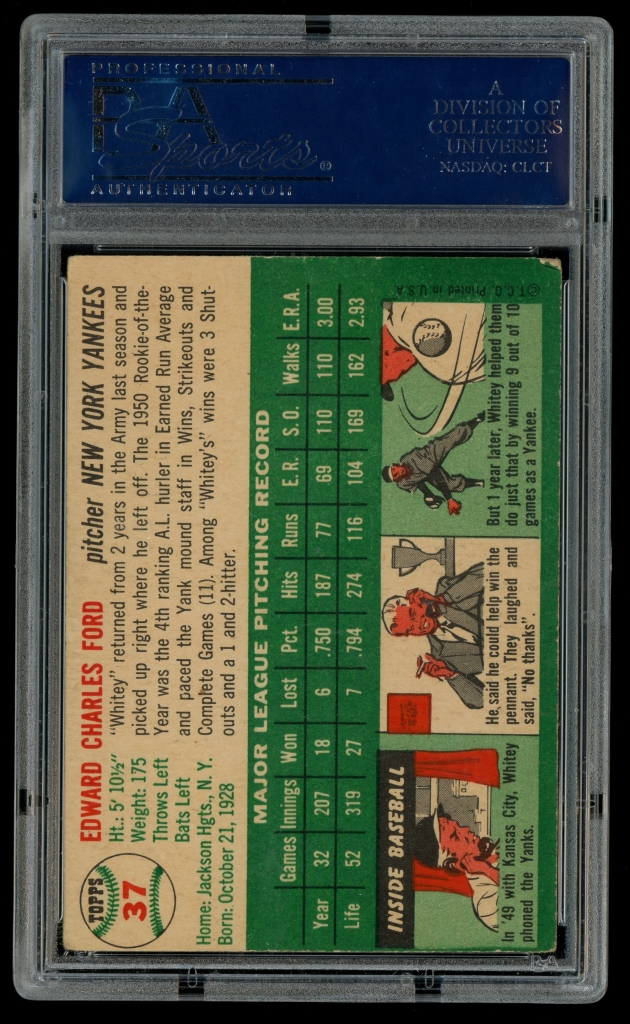 PROFESSIONAL
PSA
Sports®
AUTHENTICATOR
A
DIVISION OF
COLLECTORS
UNIVERSE
NASDAQ: CLCT
TOPPS
37
EDWARD CHARLES FORD pitcher NEW YORK YANKEES
Ht.: 5' 10½"
Weight: 175
Throws Left
Bats Left
Home: Jackson Hgts, N. Y.
Born: October 21, 1928
"Whitey" returned from 2 years in the Army last season and
picked up right where he left off. The 1950 Rookie-of-the-
Year was the 4th ranking A.L. hurler in Earned Run Average
and paced the Yank mound staff in Wins, Strikeouts and
Complete Games (11). Among "Whitey's" wins were 3 Shut-
outs and a 1 and 2-hitter.
MAJOR LEAGUE PITCHING RECORD
Games Innings Won Lost Pct. Hits Runs E.R. S.O. Walks E.R.A.
Year 32 207 18 6 .750 187 77 69 110 110 3.00
Life 52 319 27 7 .794 274 116 104 169 162 2.93
INSIDE BASEBALL
In '49 with Kansas City, Whitey
phoned the Yanks.
He said he could help win the
pennant. They laughed and
said, "No thanks".
But 1 year later, Whitey helped them
do just that by winning 9 out of 10
games as a Yankee.
©T.C.G. Printed in U.S.A.
PSA